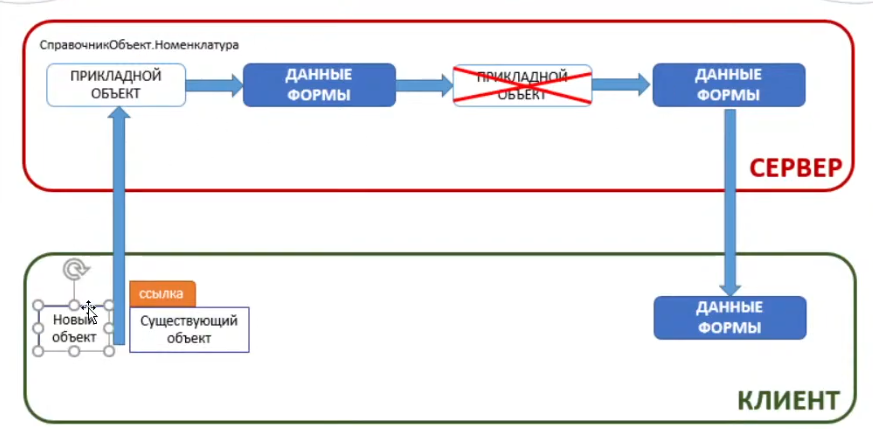 СправочникОбъект.Номенклатура
ПРИКЛАДНОЙ
ОБЪЕКТ
ДАННЫЕ
ФОРМЫ
ПРИКЛАДНОЙ
ОБЪЕКТ
ДАННЫЕ
ФОРМЫ
СЕРВЕР
ссылка
Новый
объект
Существующий
объект
ДАННЫЕ
ФОРМЫ
КЛИЕНТ